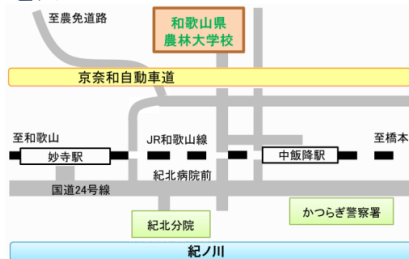 至農免道路
和歌山県
農林大学校
京奈和自動車道
至和歌山
JR和歌山線
至橋本
妙寺駅
中飯降駅
紀北病院前
国道24号線
紀北分院
かつらぎ警察署
紀ノ川